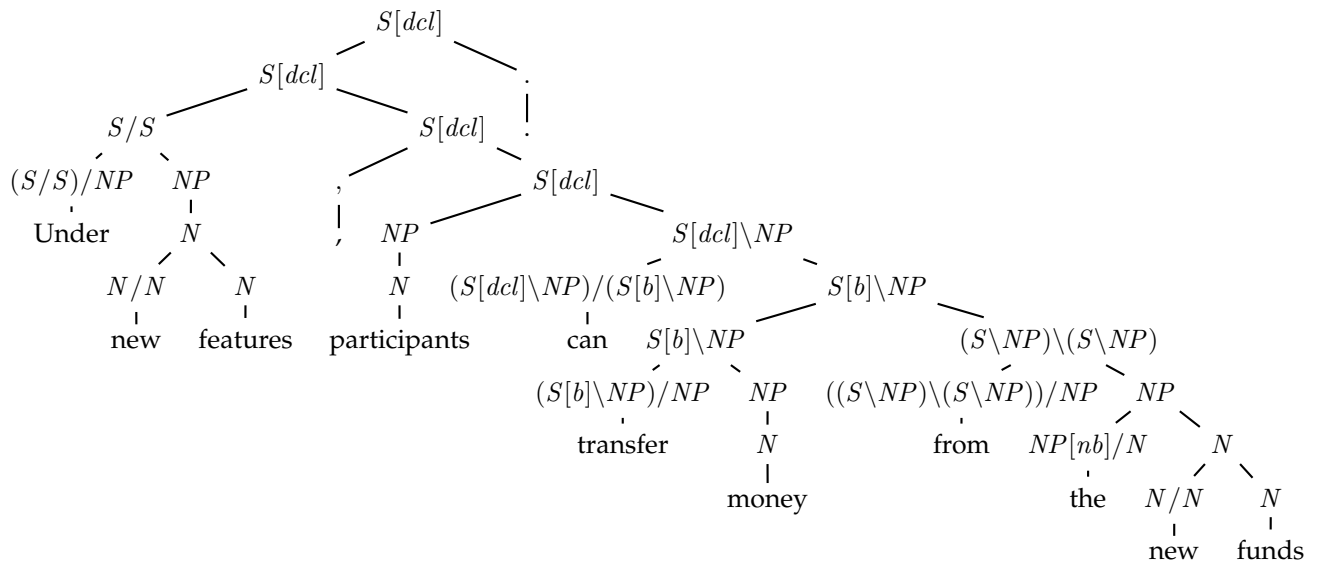 S[dcl]
S[dcl] .
S/S S[dcl] .
(S/S)/NP NP , S[dcl]
Under N , NP S[dcl]\NP
N/N N N (S[dcl]\NP)/(S[b]\NP) S[b]\NP
new features participants can S[b]\NP (S\NP)\(S\NP)
(S[b]\NP)/NP NP ((S\NP)\(S\NP))/NP NP
transfer N from NP[nb]/N N
money the N/N N
new funds